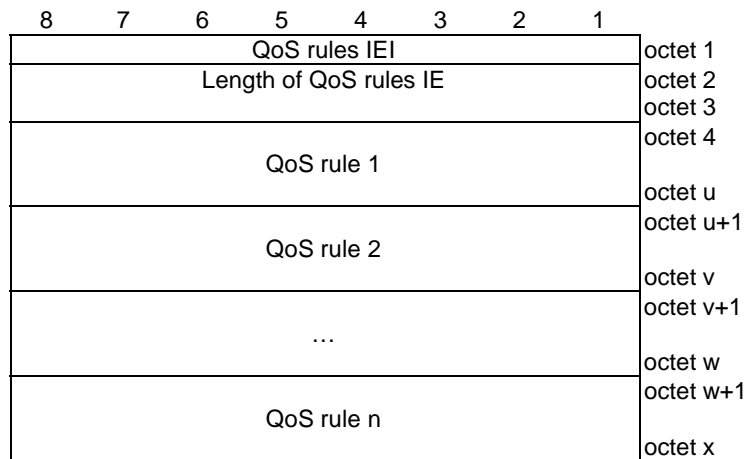 8 7 6 5 4 3 2 1
QoS rules IEI octet 1
Length of QoS rules IE octet 2
octet 3
octet 4
QoS rule 1
octet u
octet u+1
QoS rule 2
octet v
octet v+1
…
octet w
octet w+1
QoS rule n
octet x